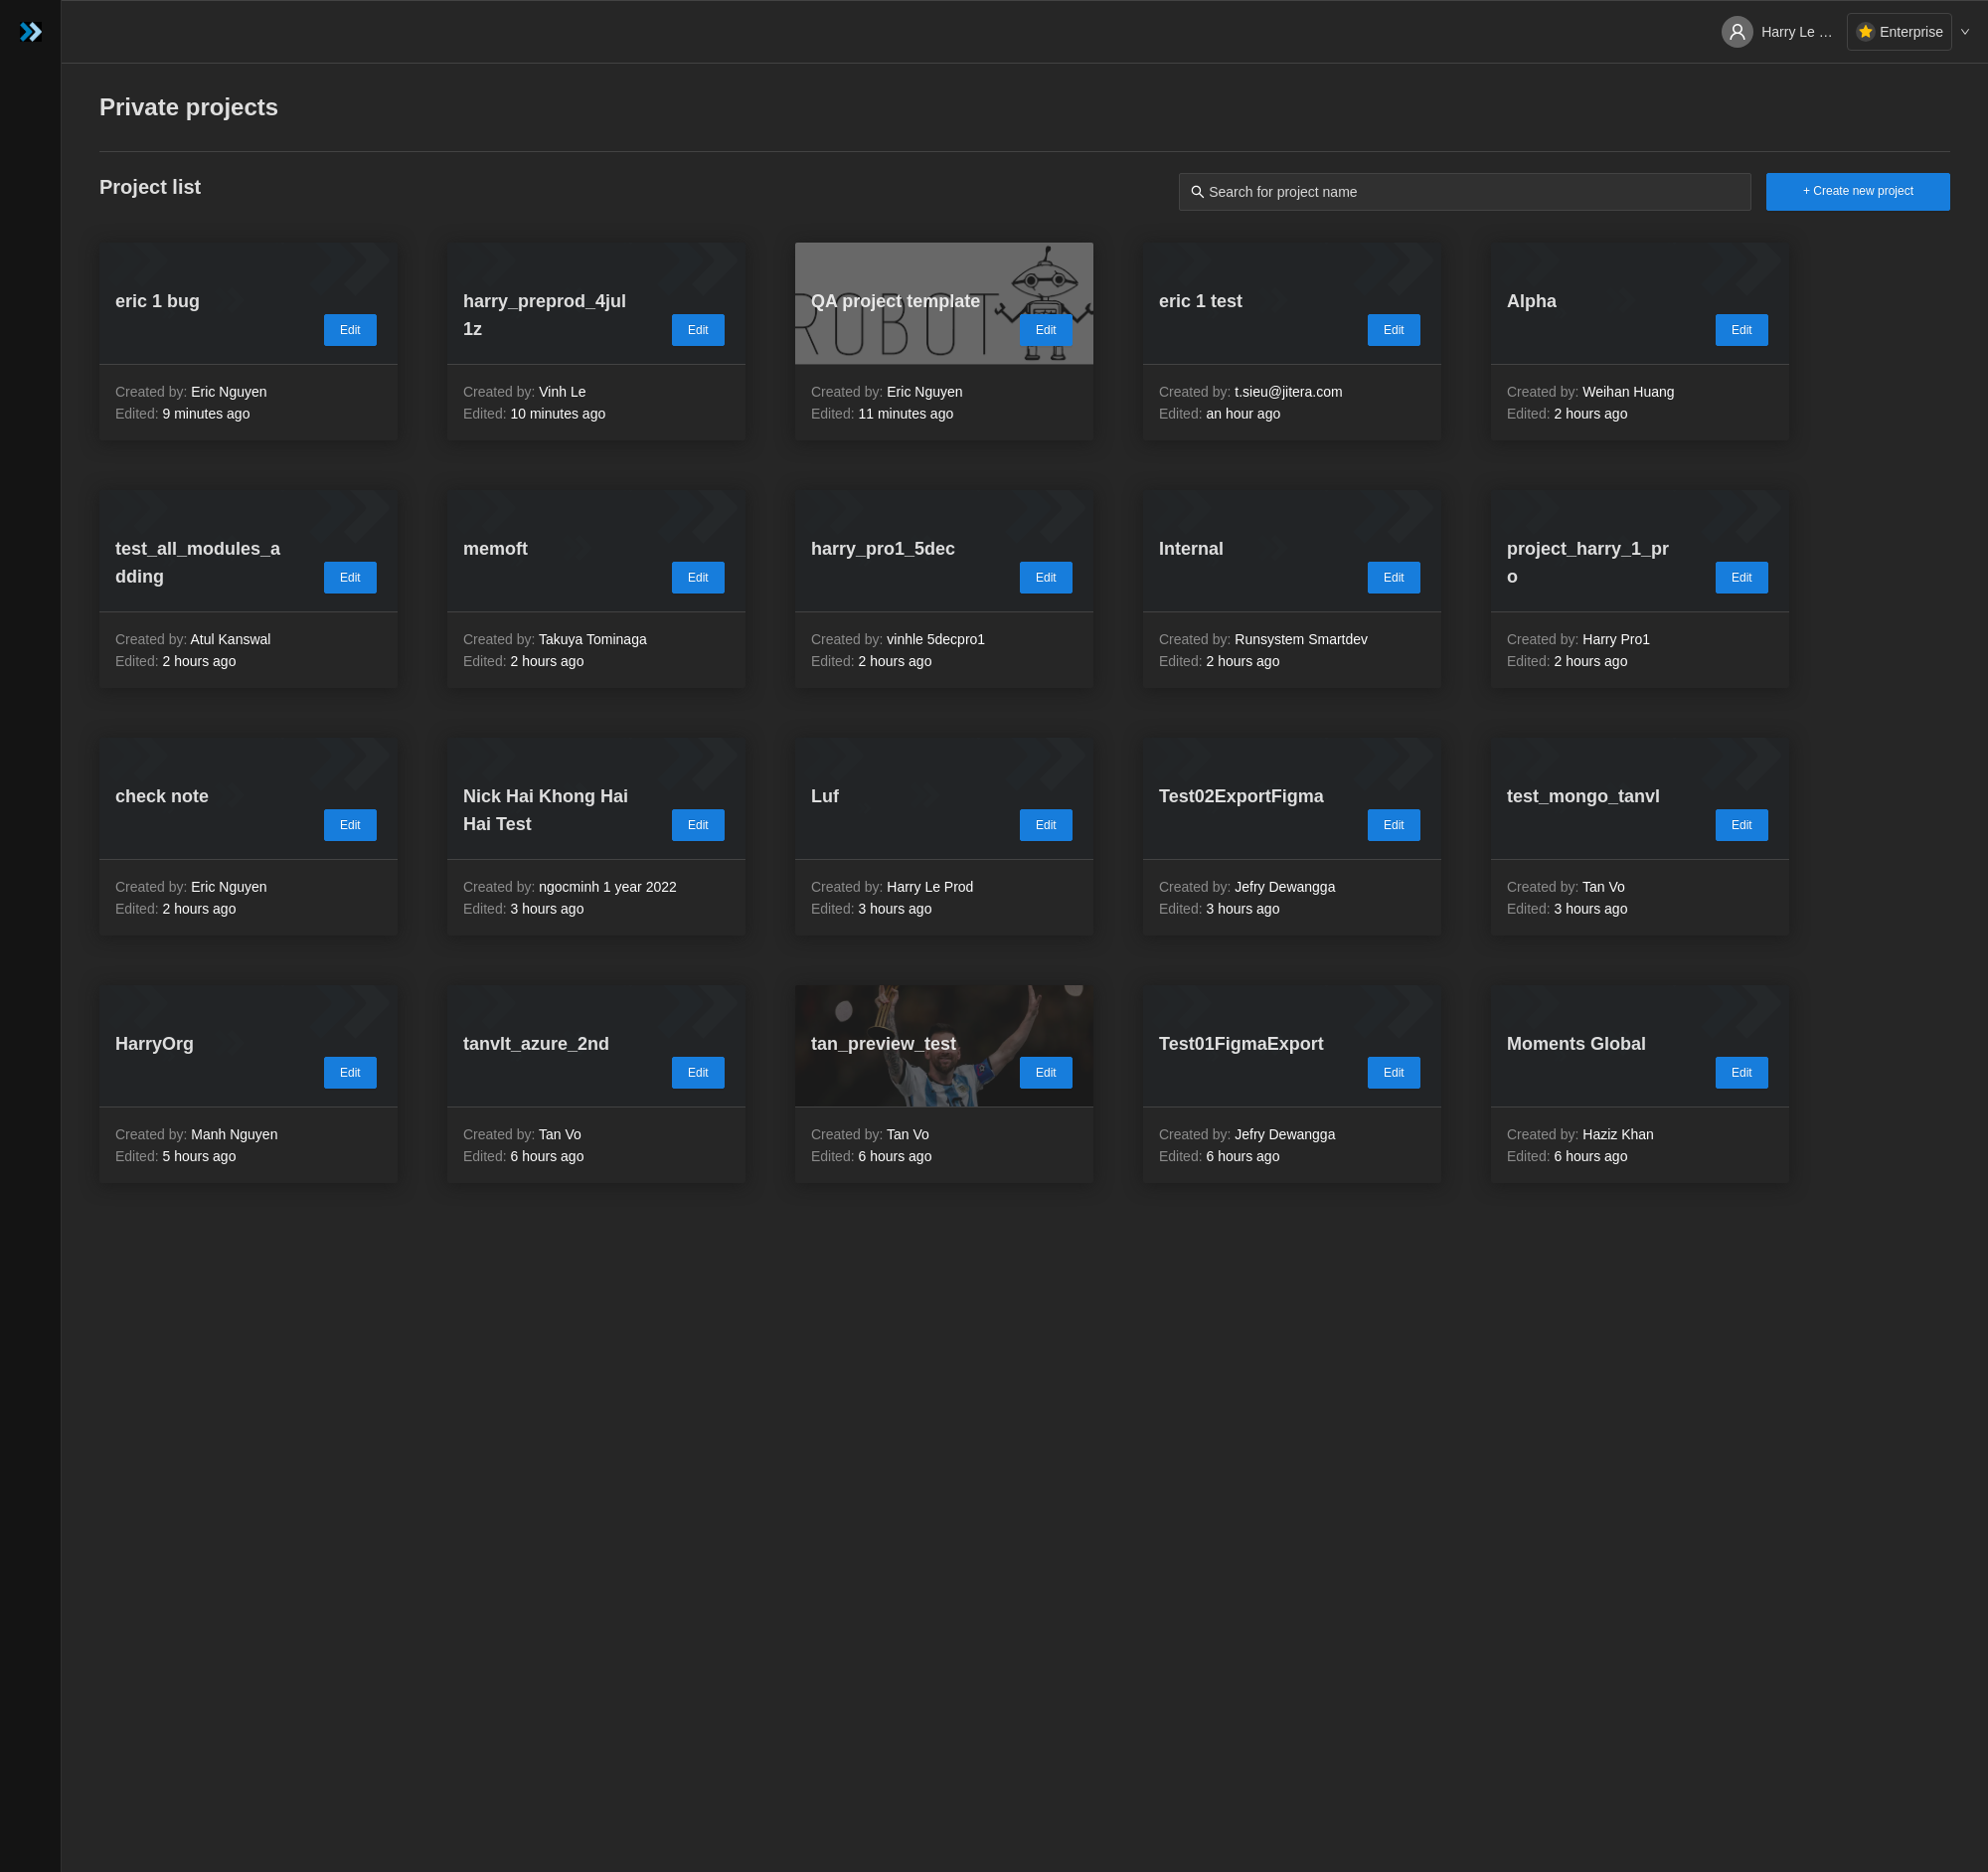 Harry Le …
Enterprise
Private projects
Project list
Search for project name
+ Create new project
eric 1 bug
Edit
Created by: Eric Nguyen
Edited: 9 minutes ago
harry_preprod_4jul
1z
Edit
Created by: Vinh Le
Edited: 10 minutes ago
QA project template
ROBOT
Edit
Created by: Eric Nguyen
Edited: 11 minutes ago
eric 1 test
Edit
Created by: t.sieu@jitera.com
Edited: an hour ago
Alpha
Edit
Created by: Weihan Huang
Edited: 2 hours ago
test_all_modules_a
dding
Edit
Created by: Atul Kanswal
Edited: 2 hours ago
memoft
Edit
Created by: Takuya Tominaga
Edited: 2 hours ago
harry_pro1_5dec
Edit
Created by: vinhle 5decpro1
Edited: 2 hours ago
Internal
Edit
Created by: Runsystem Smartdev
Edited: 2 hours ago
project_harry_1_pr
o
Edit
Created by: Harry Pro1
Edited: 2 hours ago
check note
Edit
Created by: Eric Nguyen
Edited: 2 hours ago
Nick Hai Khong Hai
Hai Test
Edit
Created by: ngocminh 1 year 2022
Edited: 3 hours ago
Luf
Edit
Created by: Harry Le Prod
Edited: 3 hours ago
Test02ExportFigma
Edit
Created by: Jefry Dewangga
Edited: 3 hours ago
test_mongo_tanvl
Edit
Created by: Tan Vo
Edited: 3 hours ago
HarryOrg
Edit
Created by: Manh Nguyen
Edited: 5 hours ago
tanvlt_azure_2nd
Edit
Created by: Tan Vo
Edited: 6 hours ago
tan_preview_test
Edit
Created by: Tan Vo
Edited: 6 hours ago
Test01FigmaExport
Edit
Created by: Jefry Dewangga
Edited: 6 hours ago
Moments Global
Edit
Created by: Haziz Khan
Edited: 6 hours ago